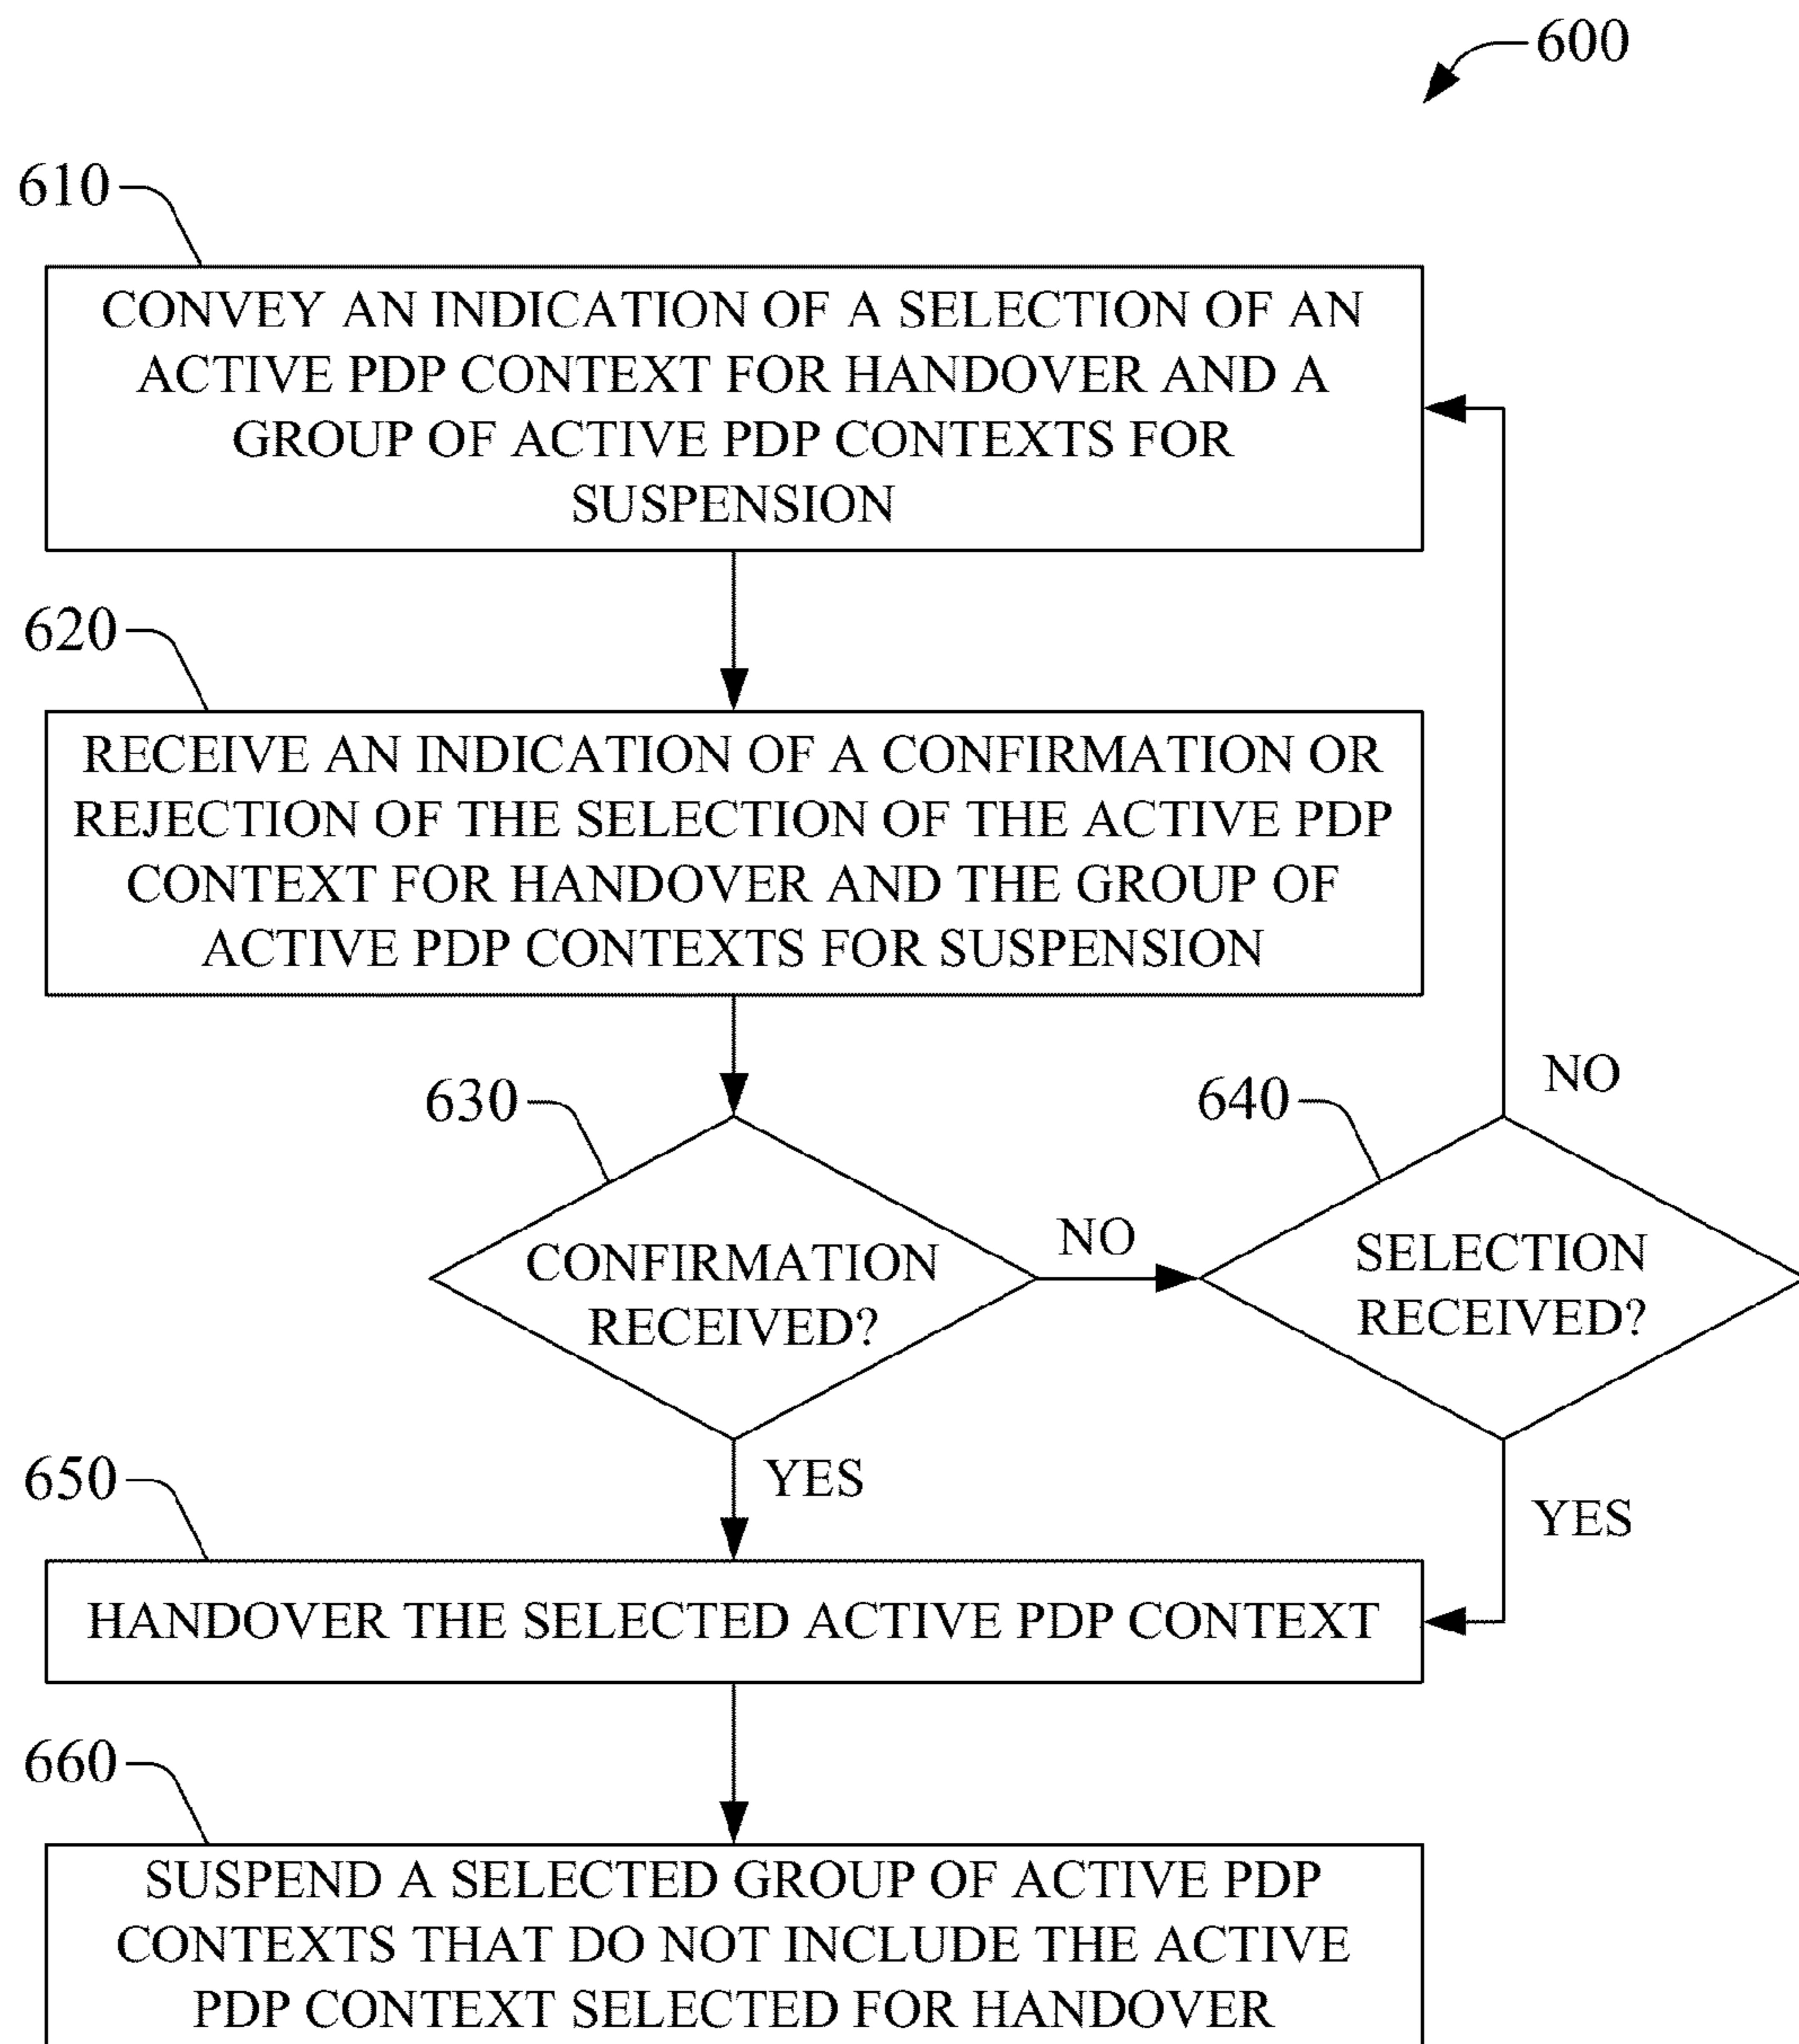 600
610
CONVEY AN INDICATION OF A SELECTION OF AN
ACTIVE PDP CONTEXT FOR HANDOVER AND A
GROUP OF ACTIVE PDP CONTEXTS FOR
SUSPENSION
620
RECEIVE AN INDICATION OF A CONFIRMATION OR
REJECTION OF THE SELECTION OF THE ACTIVE PDP
CONTEXT FOR HANDOVER AND THE GROUP OF
ACTIVE PDP CONTEXTS FOR SUSPENSION
630
CONFIRMATION
RECEIVED?
NO
640
SELECTION
RECEIVED?
NO
YES
YES
650
HANDOVER THE SELECTED ACTIVE PDP CONTEXT
660
SUSPEND A SELECTED GROUP OF ACTIVE PDP
CONTEXTS THAT DO NOT INCLUDE THE ACTIVE
PDP CONTEXT SELECTED FOR HANDOVER